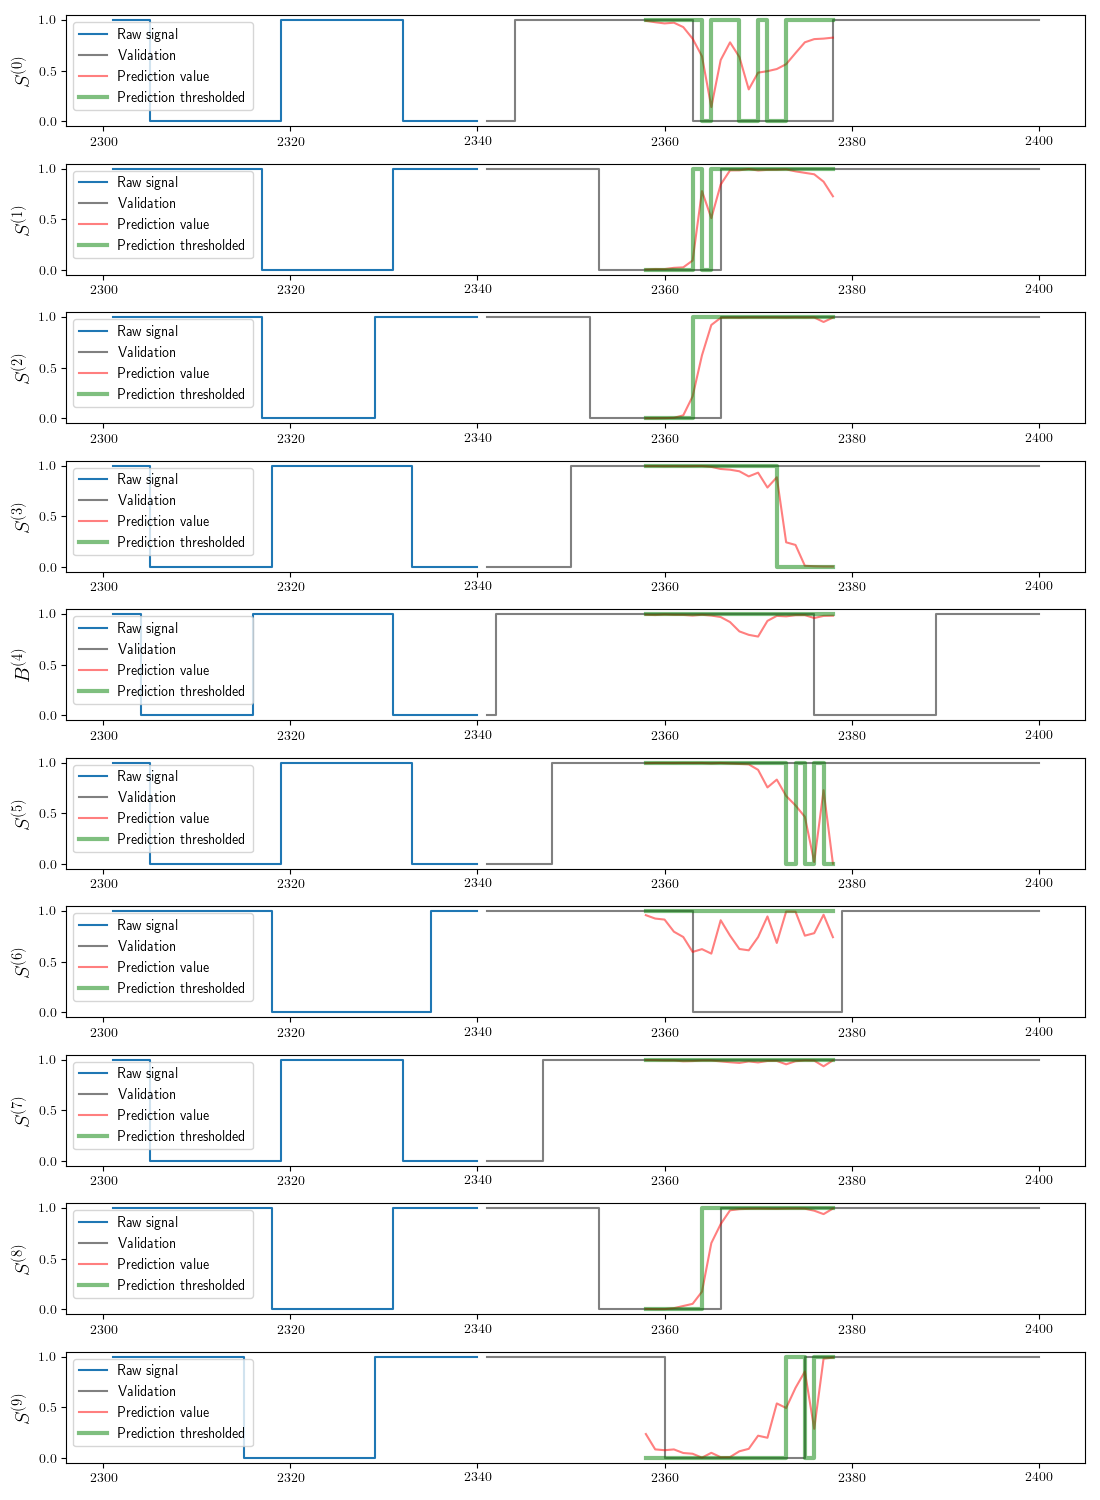 1.0
0.5
0.0
S^(0)
Raw signal
Validation
Prediction value
Prediction thresholded
2300 2320 2340 2360 2380 2400
1.0
0.5
0.0
S^(1)
Raw signal
Validation
Prediction value
Prediction thresholded
2300 2320 2340 2360 2380 2400
1.0
0.5
0.0
S^(2)
Raw signal
Validation
Prediction value
Prediction thresholded
2300 2320 2340 2360 2380 2400
1.0
0.5
0.0
S^(3)
Raw signal
Validation
Prediction value
Prediction thresholded
2300 2320 2340 2360 2380 2400
1.0
0.5
0.0
B^(4)
Raw signal
Validation
Prediction value
Prediction thresholded
2300 2320 2340 2360 2380 2400
1.0
0.5
0.0
S^(5)
Raw signal
Validation
Prediction value
Prediction thresholded
2300 2320 2340 2360 2380 2400
1.0
0.5
0.0
S^(6)
Raw signal
Validation
Prediction value
Prediction thresholded
2300 2320 2340 2360 2380 2400
1.0
0.5
0.0
S^(7)
Raw signal
Validation
Prediction value
Prediction thresholded
2300 2320 2340 2360 2380 2400
1.0
0.5
0.0
S^(8)
Raw signal
Validation
Prediction value
Prediction thresholded
2300 2320 2340 2360 2380 2400
1.0
0.5
0.0
S^(9)
Raw signal
Validation
Prediction value
Prediction thresholded
2300 2320 2340 2360 2380 2400